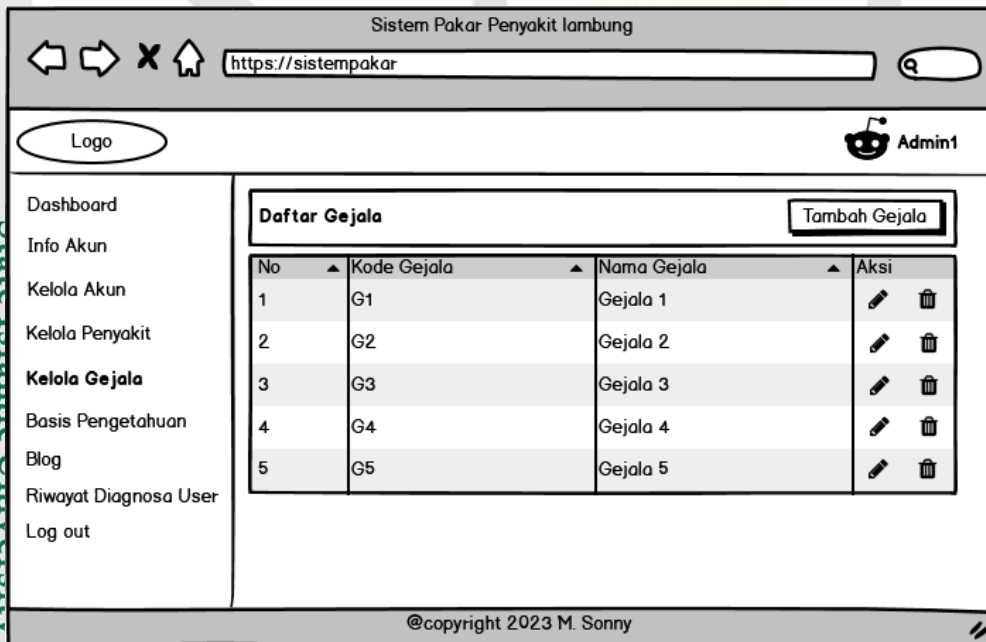 Sistem Pakar Penyakit lambung
https://sistempakar
Logo
Admin1
Dashboard
Info Akun
Kelola Akun
Kelola Penyakit
Kelola Gejala
Basis Pengetahuan
Blog
Riwayat Diagnosa User
Log out
Daftar Gejala
Tambah Gejala
No Kode Gejala Nama Gejala Aksi
1 G1 Gejala 1
2 G2 Gejala 2
3 G3 Gejala 3
4 G4 Gejala 4
5 G5 Gejala 5
@copyright 2023 M. Sonny